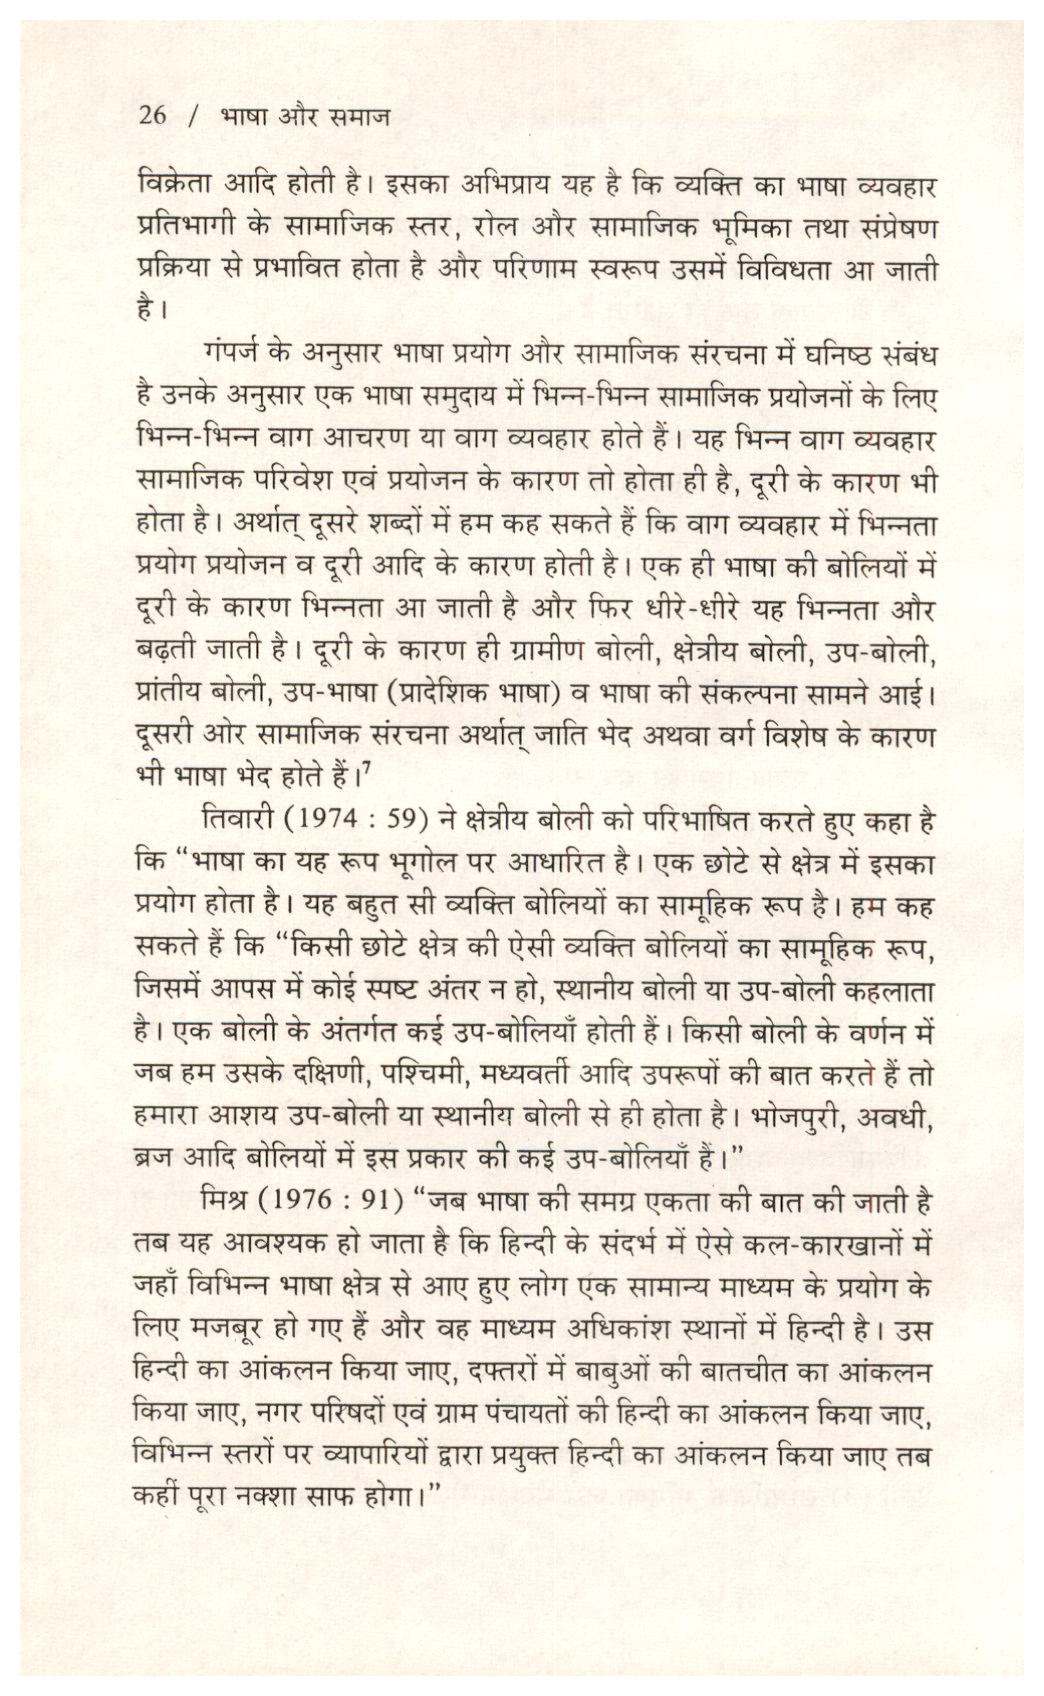 26 / भाषा और समाज
विक्रेता आदि होती है। इसका अभिप्राय यह है कि व्यक्ति का भाषा व्यवहार
प्रतिभागी के सामाजिक स्तर, रोल और सामाजिक भूमिका तथा संप्रेषण
प्रक्रिया से प्रभावित होता है और परिणाम स्वरूप उसमें विविधता आ जाती
है।
गंपर्ज के अनुसार भाषा प्रयोग और सामाजिक संरचना में घनिष्ठ संबंध
है उनके अनुसार एक भाषा समुदाय में भिन्न-भिन्न सामाजिक प्रयोजनों के लिए
भिन्न-भिन्न वाग आचरण या वाग व्यवहार होते हैं। यह भिन्न वाग व्यवहार
सामाजिक परिवेश एवं प्रयोजन के कारण तो होता ही है, दूरी के कारण भी
होता है। अर्थात् दूसरे शब्दों में हम कह सकते हैं कि वाग व्यवहार में भिन्नता
प्रयोग प्रयोजन व दूरी आदि के कारण होती है। एक ही भाषा की बोलियों में
दूरी के कारण भिन्नता आ जाती है और फिर धीरे-धीरे यह भिन्नता और
बढ़ती जाती है। दूरी के कारण ही ग्रामीण बोली, क्षेत्रीय बोली, उप-बोली,
प्रांतीय बोली, उप-भाषा (प्रादेशिक भाषा) व भाषा की संकल्पना सामने आई।
दूसरी ओर सामाजिक संरचना अर्थात् जाति भेद अथवा वर्ग विशेष के कारण
भी भाषा भेद होते हैं।⁷
तिवारी (1974 : 59) ने क्षेत्रीय बोली को परिभाषित करते हुए कहा है
कि “भाषा का यह रूप भूगोल पर आधारित है। एक छोटे से क्षेत्र में इसका
प्रयोग होता है। यह बहुत सी व्यक्ति बोलियों का सामूहिक रूप है। हम कह
सकते हैं कि “किसी छोटे क्षेत्र की ऐसी व्यक्ति बोलियों का सामूहिक रूप,
जिसमें आपस में कोई स्पष्ट अंतर न हो, स्थानीय बोली या उप-बोली कहलाता
है। एक बोली के अंतर्गत कई उप-बोलियाँ होती हैं। किसी बोली के वर्णन में
जब हम उसके दक्षिणी, पश्चिमी, मध्यवर्ती आदि उपरूपों की बात करते हैं तो
हमारा आशय उप-बोली या स्थानीय बोली से ही होता है। भोजपुरी, अवधी,
ब्रज आदि बोलियों में इस प्रकार की कई उप-बोलियाँ हैं।”
मिश्र (1976 : 91) “जब भाषा की समग्र एकता की बात की जाती है
तब यह आवश्यक हो जाता है कि हिन्दी के संदर्भ में ऐसे कल-कारखानों में
जहाँ विभिन्न भाषा क्षेत्र से आए हुए लोग एक सामान्य माध्यम के प्रयोग के
लिए मजबूर हो गए हैं और वह माध्यम अधिकांश स्थानों में हिन्दी है। उस
हिन्दी का आंकलन किया जाए, दफ्तरों में बाबुओं की बातचीत का आंकलन
किया जाए, नगर परिषदों एवं ग्राम पंचायतों की हिन्दी का आंकलन किया जाए,
विभिन्न स्तरों पर व्यापारियों द्वारा प्रयुक्त हिन्दी का आंकलन किया जाए तब
कहीं पूरा नक्शा साफ होगा।”